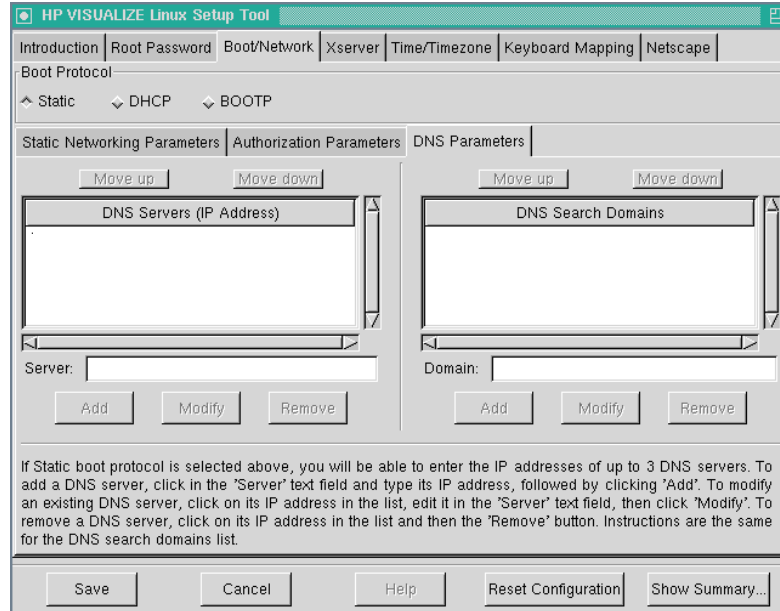 HP VISUALIZE Linux Setup Tool
Introduction Root Password Boot/Network Xserver Time/Timezone Keyboard Mapping Netscape
Boot Protocol
Static DHCP BOOTP
Static Networking Parameters Authorization Parameters DNS Parameters
Move up Move down Move up Move down
DNS Servers (IP Address) DNS Search Domains
Server: Domain:
Add Modify Remove Add Modify Remove
If Static boot protocol is selected above, you will be able to enter the IP addresses of up to 3 DNS servers. To
add a DNS server, click in the 'Server' text field and type its IP address, followed by clicking 'Add'. To modify
an existing DNS server, click on its IP address in the list, edit it in the 'Server' text field, then click 'Modify'. To
remove a DNS server, click on its IP address in the list and then the 'Remove' button. Instructions are the same
for the DNS search domains list.
Save Cancel Help Reset Configuration Show Summary...